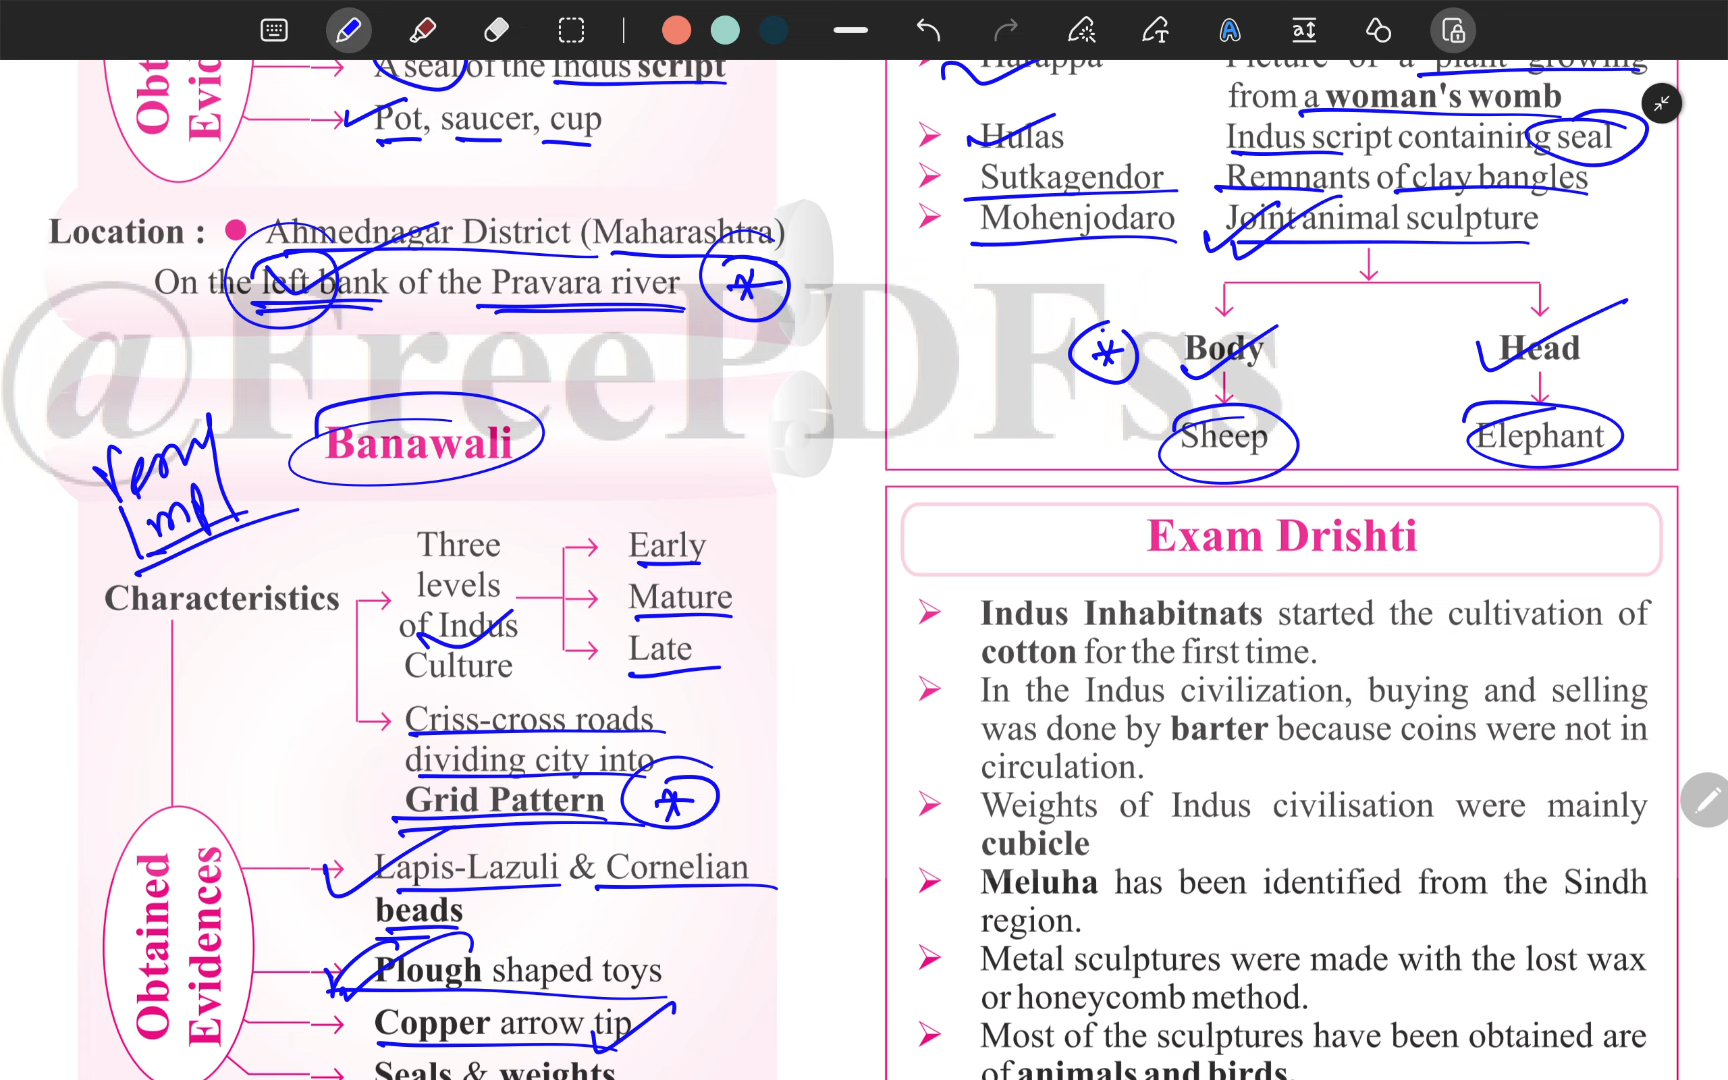 Obt
Evid
A seal of the Indus script
Pot, saucer, cup
Location : ● Ahmednagar District (Maharashtra)
On the left bank of the Pravara river
*
@FreePDFss
Banawali
Very
imp
Characteristics
Three
levels
of Indus
Culture
Early
Mature
Late
Criss-cross roads
dividing city into
Grid Pattern
*
Obtained
Evidences
Lapis-Lazuli & Cornelian
beads
Plough shaped toys
Copper arrow tip
Seals & weights
Harappa Picture of a plant growing
from a woman's womb
Hulas Indus script containing seal
Sutkagendor Remnants of clay bangles
Mohenjodaro Joint animal sculpture
* Body Head
Sheep Elephant
Exam Drishti
Indus Inhabitnats started the cultivation of
cotton for the first time.
In the Indus civilization, buying and selling
was done by barter because coins were not in
circulation.
Weights of Indus civilisation were mainly
cubicle
Meluha has been identified from the Sindh
region.
Metal sculptures were made with the lost wax
or honeycomb method.
Most of the sculptures have been obtained are
of animals and birds.